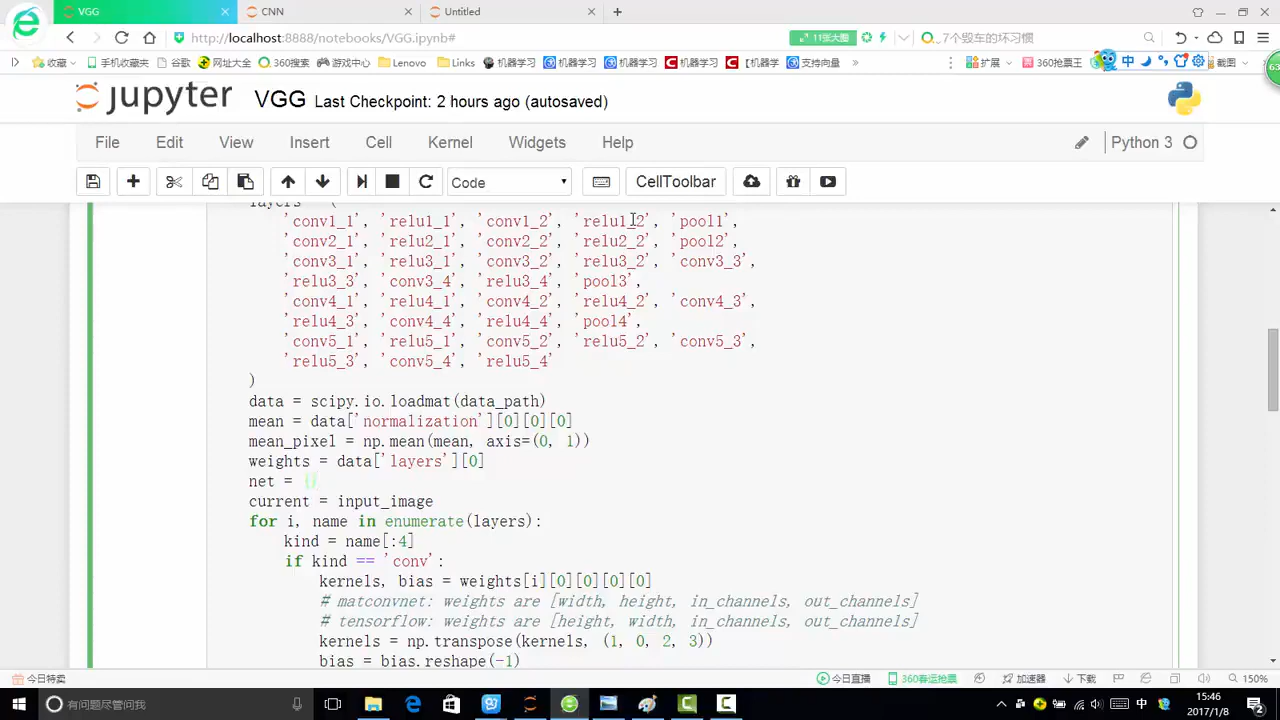 VGG
CNN
Untitled
http://localhost:8888/notebooks/VGG.ipynb#
11张大图
7个毁车的坏习惯
收藏
手机收藏夹
谷歌
网址大全
360搜索
游戏中心
Lenovo
Links
机器学习
机器学习
机器学习
机器学习
【机器学
支持向量
»
扩展
360抢票王
中
截图
63
jupyter VGG Last Checkpoint: 2 hours ago (autosaved)
File Edit View Insert Cell Kernel Widgets Help
Python 3
Code
CellToolbar
layers = (
'conv1_1', 'relu1_1', 'conv1_2', 'relu1_2', 'pool1',
'conv2_1', 'relu2_1', 'conv2_2', 'relu2_2', 'pool2',
'conv3_1', 'relu3_1', 'conv3_2', 'relu3_2', 'conv3_3',
'relu3_3', 'conv3_4', 'relu3_4', 'pool3',
'conv4_1', 'relu4_1', 'conv4_2', 'relu4_2', 'conv4_3',
'relu4_3', 'conv4_4', 'relu4_4', 'pool4',
'conv5_1', 'relu5_1', 'conv5_2', 'relu5_2', 'conv5_3',
'relu5_3', 'conv5_4', 'relu5_4'
)
data = scipy.io.loadmat(data_path)
mean = data['normalization'][0][0][0]
mean_pixel = np.mean(mean, axis=(0, 1))
weights = data['layers'][0]
net = {}
current = input_image
for i, name in enumerate(layers):
kind = name[:4]
if kind == 'conv':
kernels, bias = weights[i][0][0][0][0]
# matconvnet: weights are [width, height, in_channels, out_channels]
# tensorflow: weights are [height, width, in_channels, out_channels]
kernels = np.transpose(kernels, (1, 0, 2, 3))
bias = bias.reshape(-1)
今日特卖
今日直播
360春运抢票
加速器
下载
150%
有问题尽管问我
中
15:46
2017/1/8